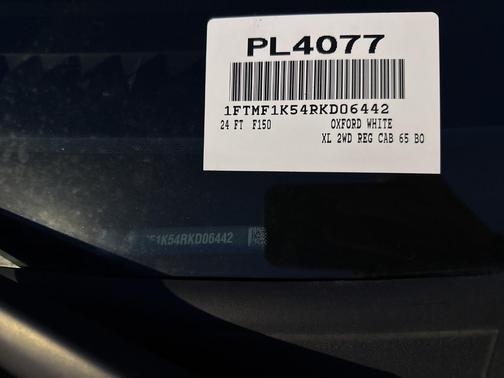 PL4077
1FTMF1K54RKD06442
24 FT F150 OXFORD WHITE
XL 2WD REG CAB 65 BO
F1K54RKD06442